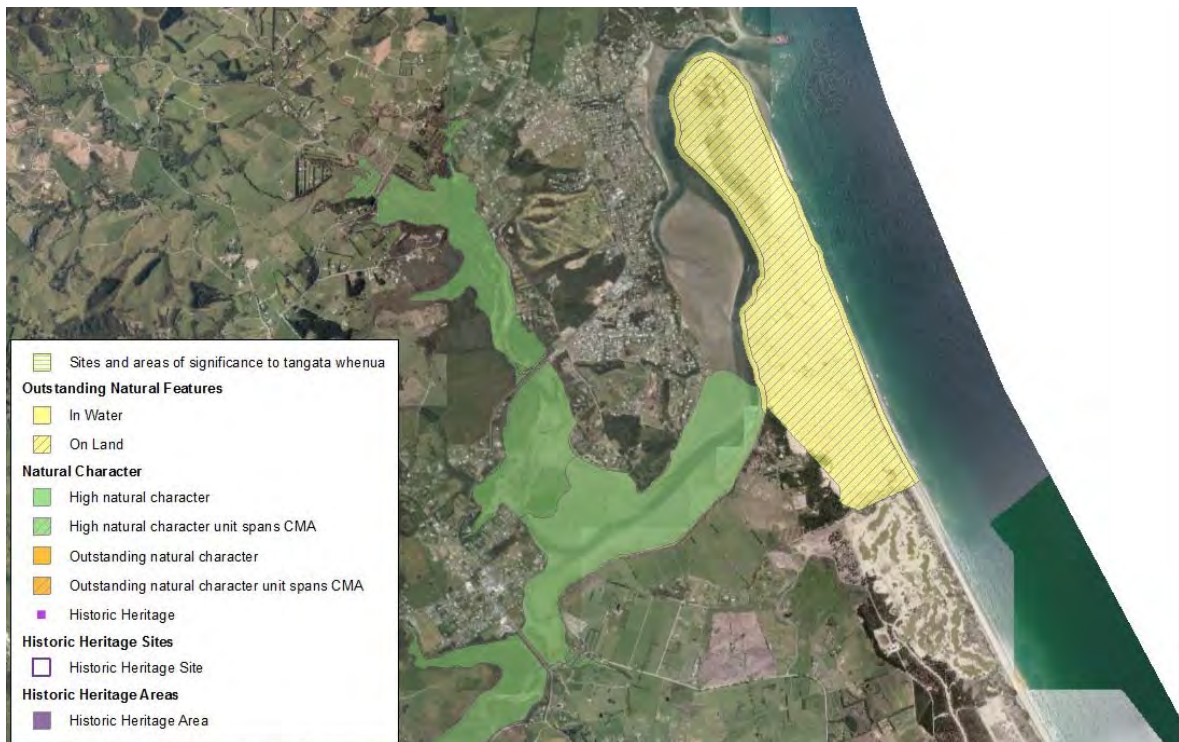 Sites and areas of significance to tangata whenua
Outstanding Natural Features
In Water
On Land
Natural Character
High natural character
High natural character unit spans CMA
Outstanding natural character
Outstanding natural character unit spans CMA
Historic Heritage
Historic Heritage Sites
Historic Heritage Site
Historic Heritage Areas
Historic Heritage Area